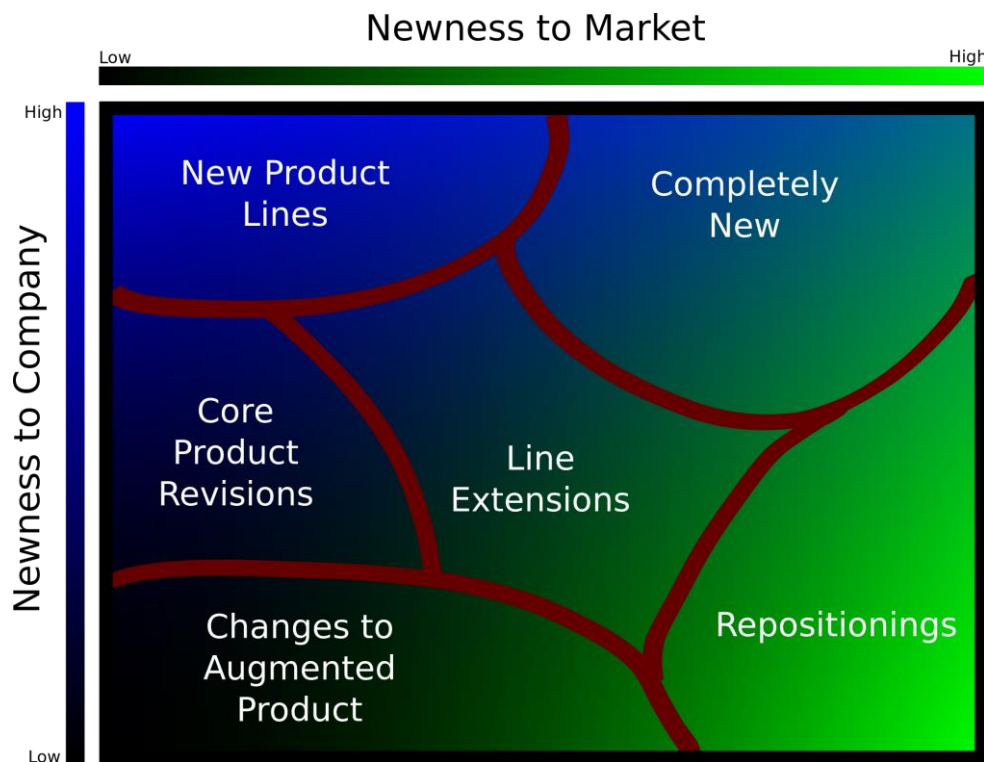 Newness to Market
Low
High
High
Newness to Company
Low
New Product
Lines
Completely
New
Core
Product
Revisions
Line
Extensions
Changes to
Augmented
Product
Repositionings